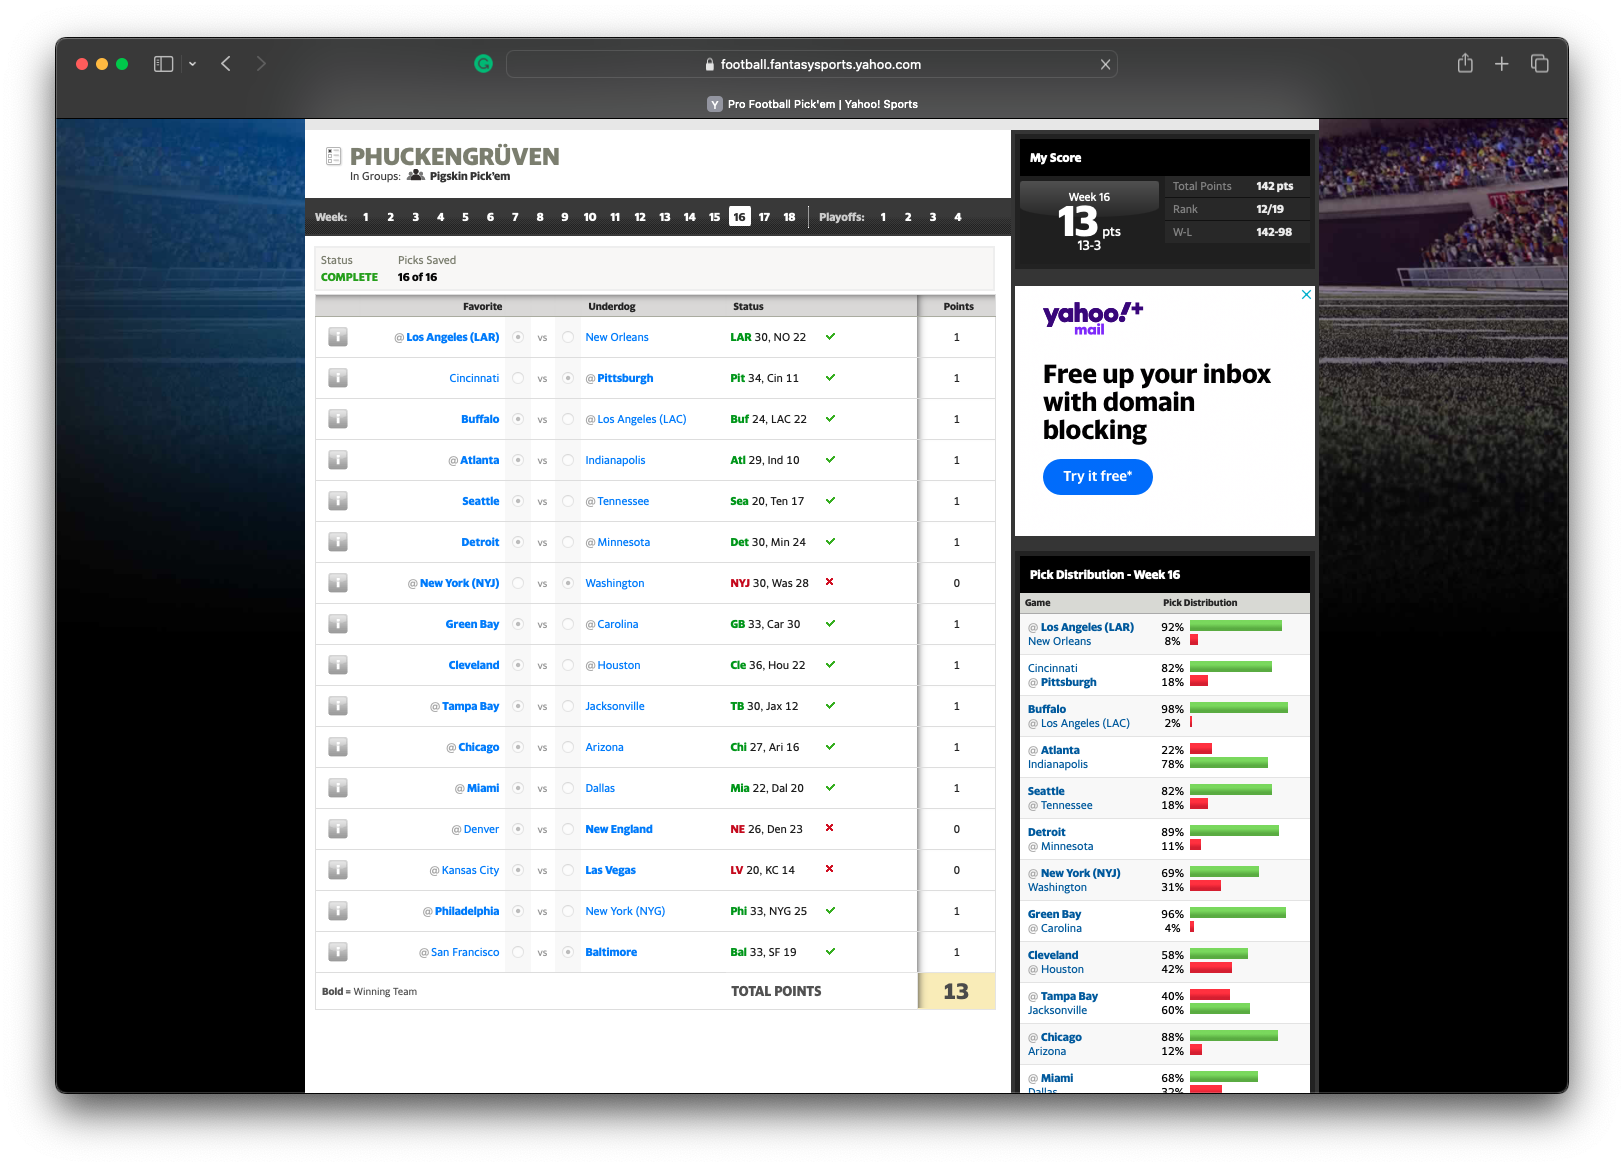 football.fantasysports.yahoo.com
Y Pro Football Pick'em | Yahoo! Sports
PHUCKENGRÜVEN
In Groups: Pigskin Pick'em
Week: 1 2 3 4 5 6 7 8 9 10 11 12 13 14 15 16 17 18 Playoffs: 1 2 3 4
Status Picks Saved
COMPLETE 16 of 16
Favorite Underdog Status Points
@ Los Angeles (LAR) vs New Orleans LAR 30, NO 22 1
Cincinnati vs @ Pittsburgh Pit 34, Cin 11 1
Buffalo vs @ Los Angeles (LAC) Buf 24, LAC 22 1
@ Atlanta vs Indianapolis Atl 29, Ind 10 1
Seattle vs @ Tennessee Sea 20, Ten 17 1
Detroit vs @ Minnesota Det 30, Min 24 1
@ New York (NYJ) vs Washington NYJ 30, Was 28 0
Green Bay vs @ Carolina GB 33, Car 30 1
Cleveland vs @ Houston Cle 36, Hou 22 1
@ Tampa Bay vs Jacksonville TB 30, Jax 12 1
@ Chicago vs Arizona Chi 27, Ari 16 1
@ Miami vs Dallas Mia 22, Dal 20 1
@ Denver vs New England NE 26, Den 23 0
@ Kansas City vs Las Vegas LV 20, KC 14 0
@ Philadelphia vs New York (NYG) Phi 33, NYG 25 1
@ San Francisco vs Baltimore Bal 33, SF 19 1
Bold = Winning Team TOTAL POINTS 13
My Score
Week 16
13 pts
13-3
Total Points 142 pts
Rank 12/19
W-L 142-98
yahoo!+
mail
Free up your inbox
with domain
blocking
Try it free*
Pick Distribution - Week 16
Game Pick Distribution
@ Los Angeles (LAR) 92%
New Orleans 8%
Cincinnati 82%
@ Pittsburgh 18%
Buffalo 98%
@ Los Angeles (LAC) 2%
@ Atlanta 22%
Indianapolis 78%
Seattle 82%
@ Tennessee 18%
Detroit 89%
@ Minnesota 11%
@ New York (NYJ) 69%
Washington 31%
Green Bay 96%
@ Carolina 4%
Cleveland 58%
@ Houston 42%
@ Tampa Bay 40%
Jacksonville 60%
@ Chicago 88%
Arizona 12%
@ Miami 68%
Dallas 32%